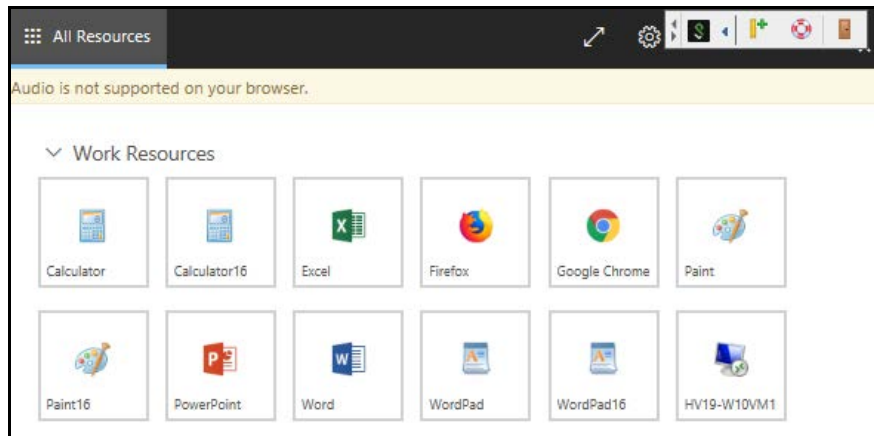 All Resources
Audio is not supported on your browser.
Work Resources
Calculator
Calculator16
Excel
Firefox
Google Chrome
Paint
Paint16
PowerPoint
Word
WordPad
WordPad16
HV19-W10VM1